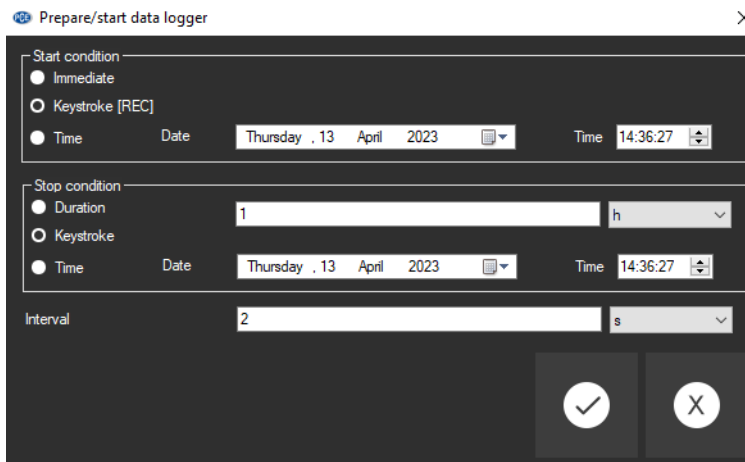 PCE Prepare/start data logger
Start condition
Immediate
Keystroke [REC]
Time Date Thursday , 13 April 2023 Time 14:36:27
Stop condition
Duration 1 h
Keystroke
Time Date Thursday , 13 April 2023 Time 14:36:27
Interval 2 s
X